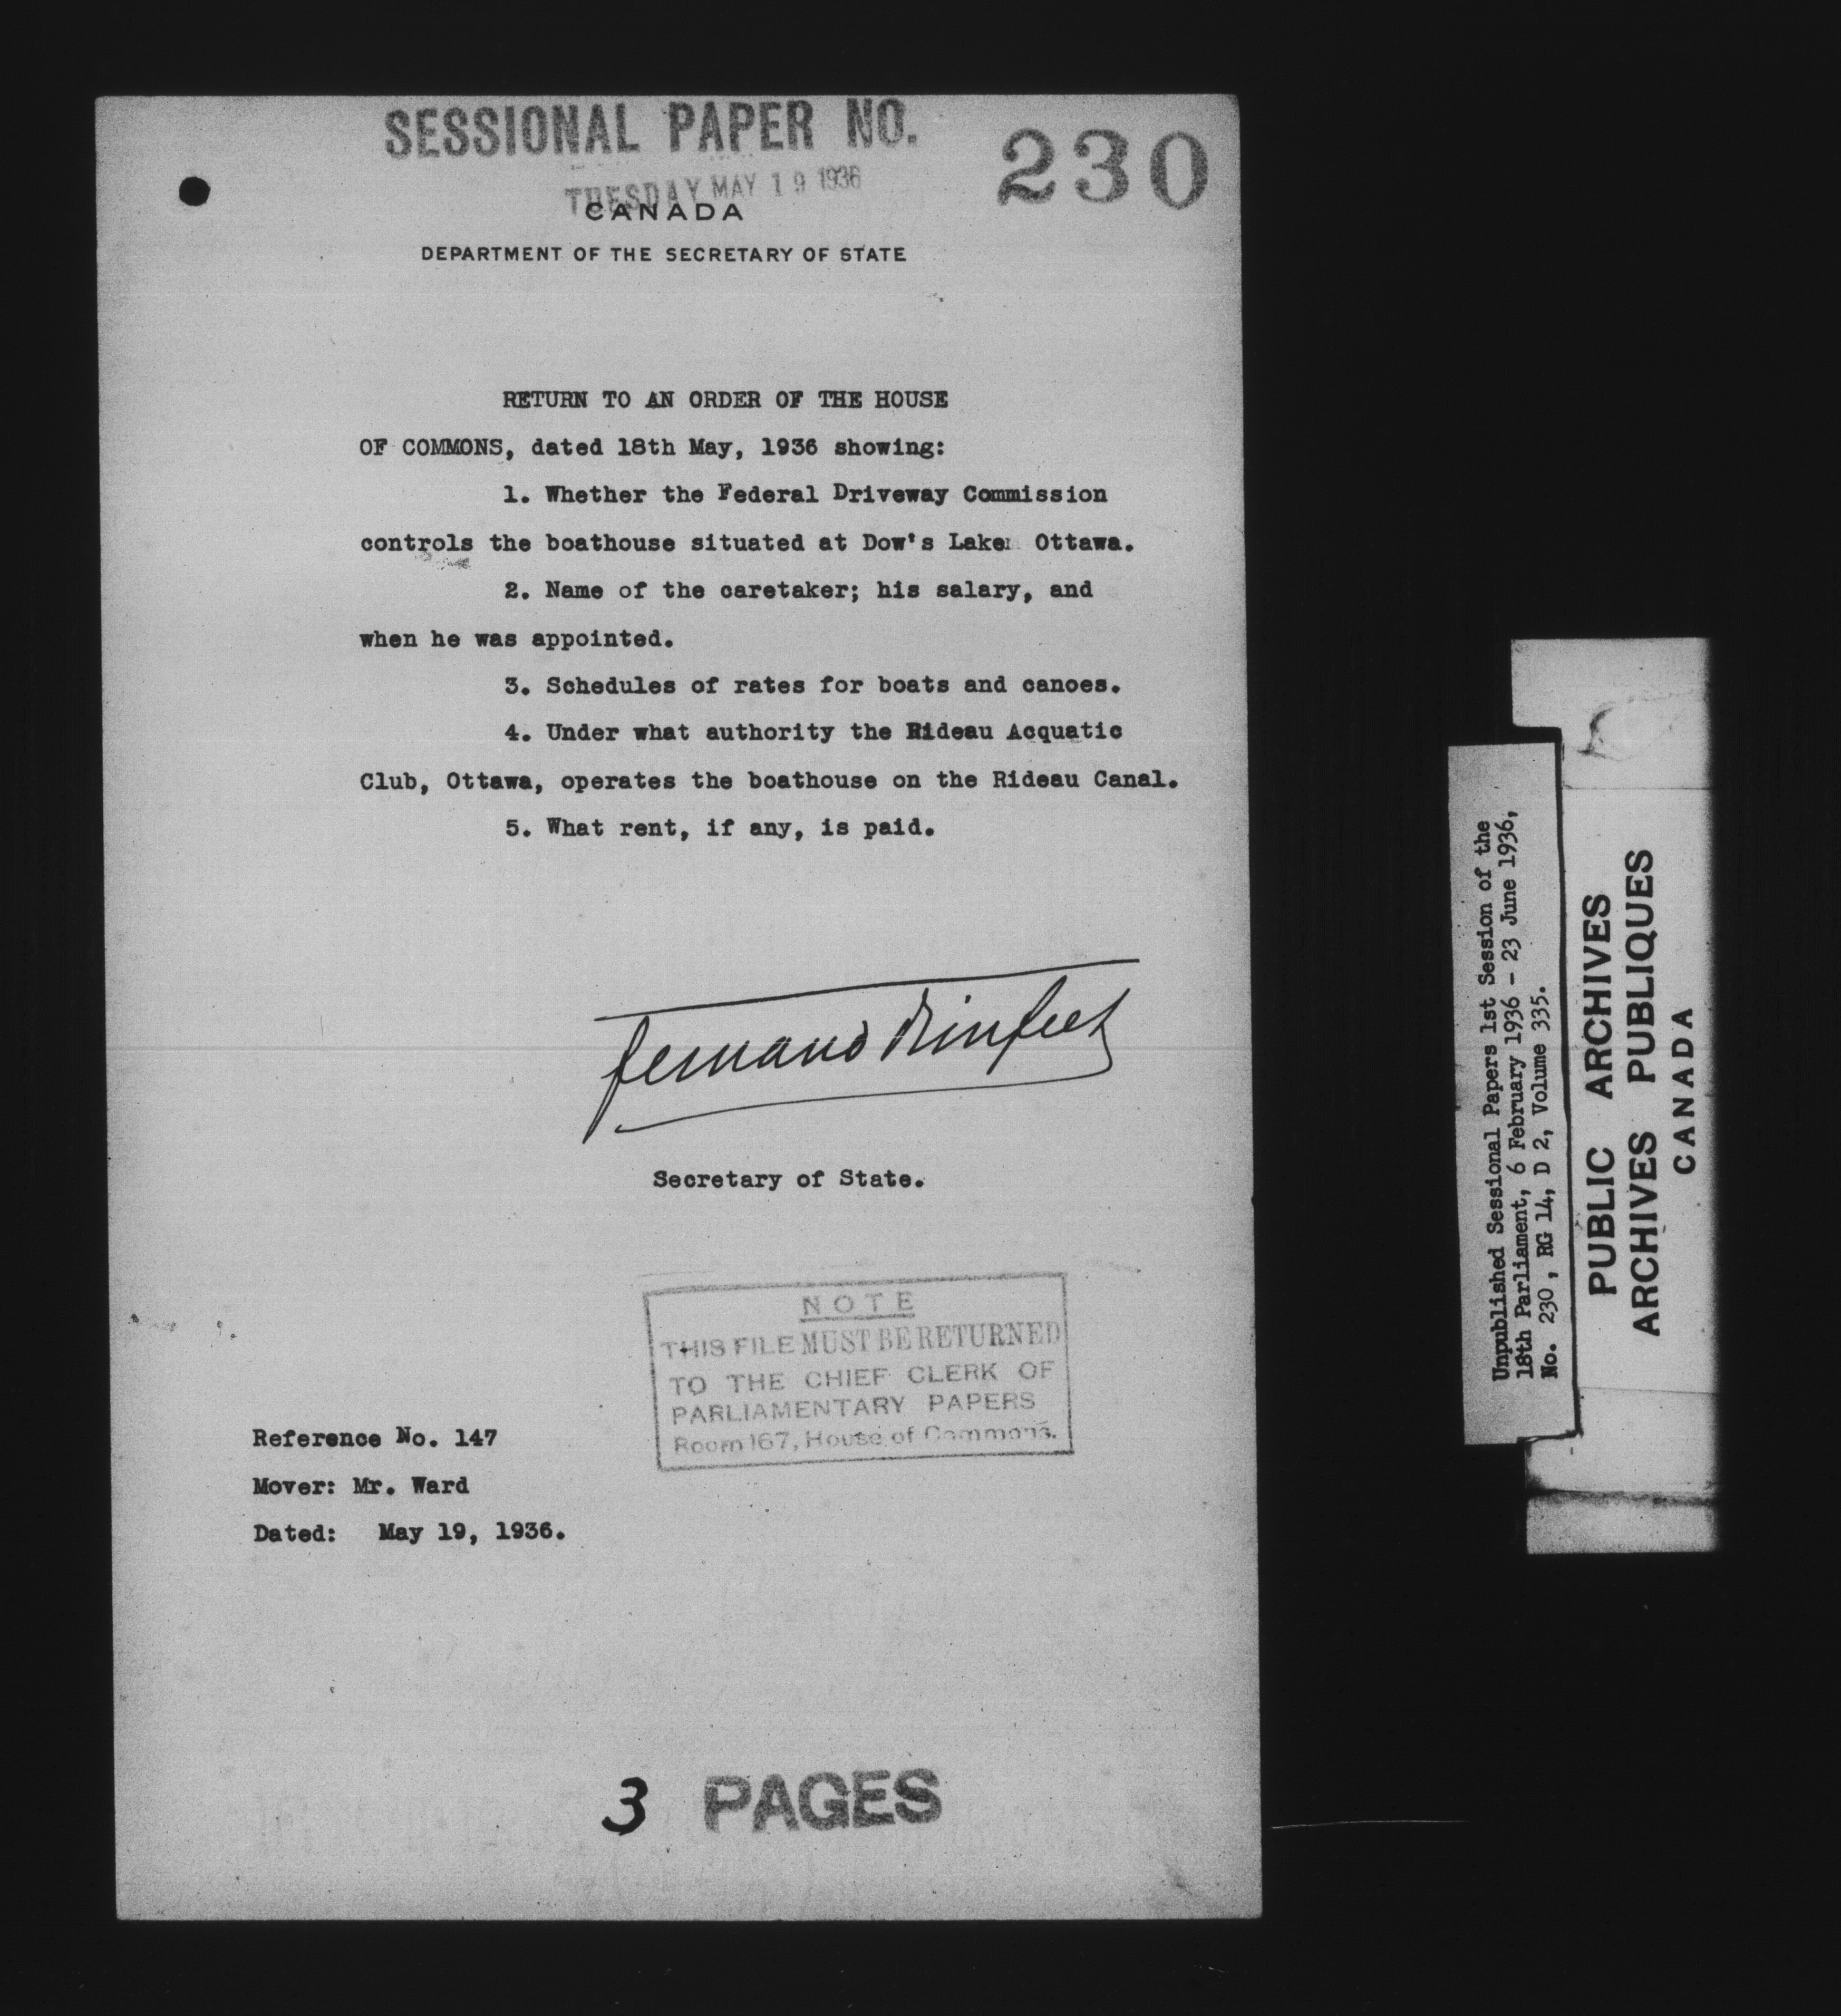 SESSIONAL PAPER NO. 230
TUESDAY MAY 19 1936
CANADA
DEPARTMENT OF THE SECRETARY OF STATE
RETURN TO AN ORDER OF THE HOUSE
OF COMMONS, dated 18th May, 1936 showing:
1. Whether the Federal Driveway Commission
controls the boathouse situated at Dow's Lake Ottawa.
2. Name of the caretaker; his salary, and
when he was appointed.
3. Schedules of rates for boats and canoes.
4. Under what authority the Rideau Acquatic
Club, Ottawa, operates the boathouse on the Rideau Canal.
5. What rent, if any, is paid.
Fernand Rinfret
Secretary of State.
NOTE
THIS FILE MUST BE RETURNED
TO THE CHIEF CLERK OF
PARLIAMENTARY PAPERS
Room 167, House of Commons.
Reference No. 147
Mover: Mr. Ward
Dated: May 19, 1936.
3 PAGES
Unpublished Sessional Papers 1st Session of the
18th Parliament, 6 February 1936 - 23 June 1936,
No. 230, RG 14, D 2, Volume 335.
PUBLIC ARCHIVES
ARCHIVES PUBLIQUES
CANADA